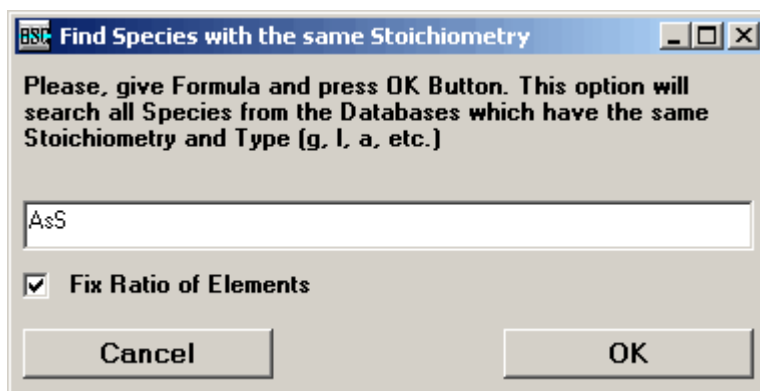 HSC Find Species with the same Stoichiometry
Please, give Formula and press OK Button. This option will
search all Species from the Databases which have the same
Stoichiometry and Type (g, l, a, etc.)
AsS
Fix Ratio of Elements
Cancel OK